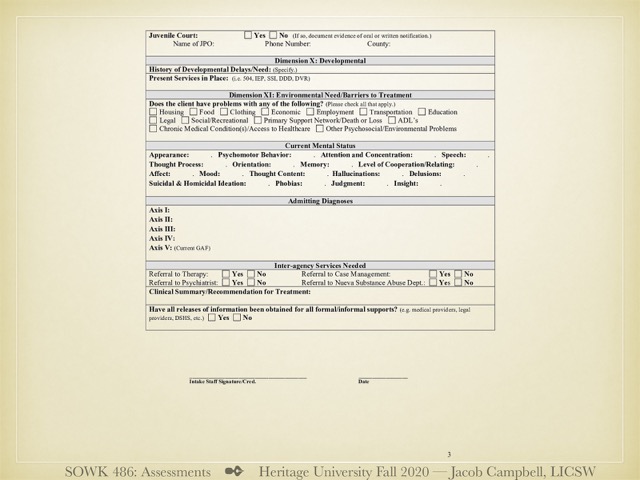 Juvenile Court: ☐ Yes ☐ No (If so, document evidence of oral or written notification.)
Name of JPO: Phone Number: County:
Dimension X: Developmental
History of Developmental Delays/Need: (Specify.)
Present Services in Place: (i.e. 504, IEP, SSI, DDD, DVR)
Dimension XI: Environmental Need/Barriers to Treatment
Does the client have problems with any of the following? (Please check all that apply.)
☐ Housing ☐ Food ☐ Clothing ☐ Economic ☐ Employment ☐ Transportation ☐ Education
☐ Legal ☐ Social/Recreational ☐ Primary Support Network/Death or Loss ☐ ADL's
☐ Chronic Medical Condition(s)/Access to Healthcare ☐ Other Psychosocial/Environmental Problems
Current Mental Status
Appearance: . Psychomotor Behavior: . Attention and Concentration: . Speech: .
Thought Process: . Orientation: . Memory: . Level of Cooperation/Relating: .
Affect: . Mood: . Thought Content: . Hallucinations: . Delusions: .
Suicidal & Homicidal Ideation: . Phobias: . Judgment: . Insight: .
Admitting Diagnoses
Axis I:
Axis II:
Axis III:
Axis IV:
Axis V: (Current GAF)
Inter-agency Services Needed
Referral to Therapy: ☐ Yes ☐ No Referral to Case Management: ☐ Yes ☐ No
Referral to Psychiatrist: ☐ Yes ☐ No Referral to Nueva Substance Abuse Dept.: ☐ Yes ☐ No
Clinical Summary/Recommendation for Treatment:
Have all releases of information been obtained for all formal/informal supports? (e.g. medical providers, legal
providers, DSHS, etc.) ☐ Yes ☐ No
Intake Staff Signature/Cred. Date
3
SOWK 486: Assessments Heritage University Fall 2020 — Jacob Campbell, LICSW